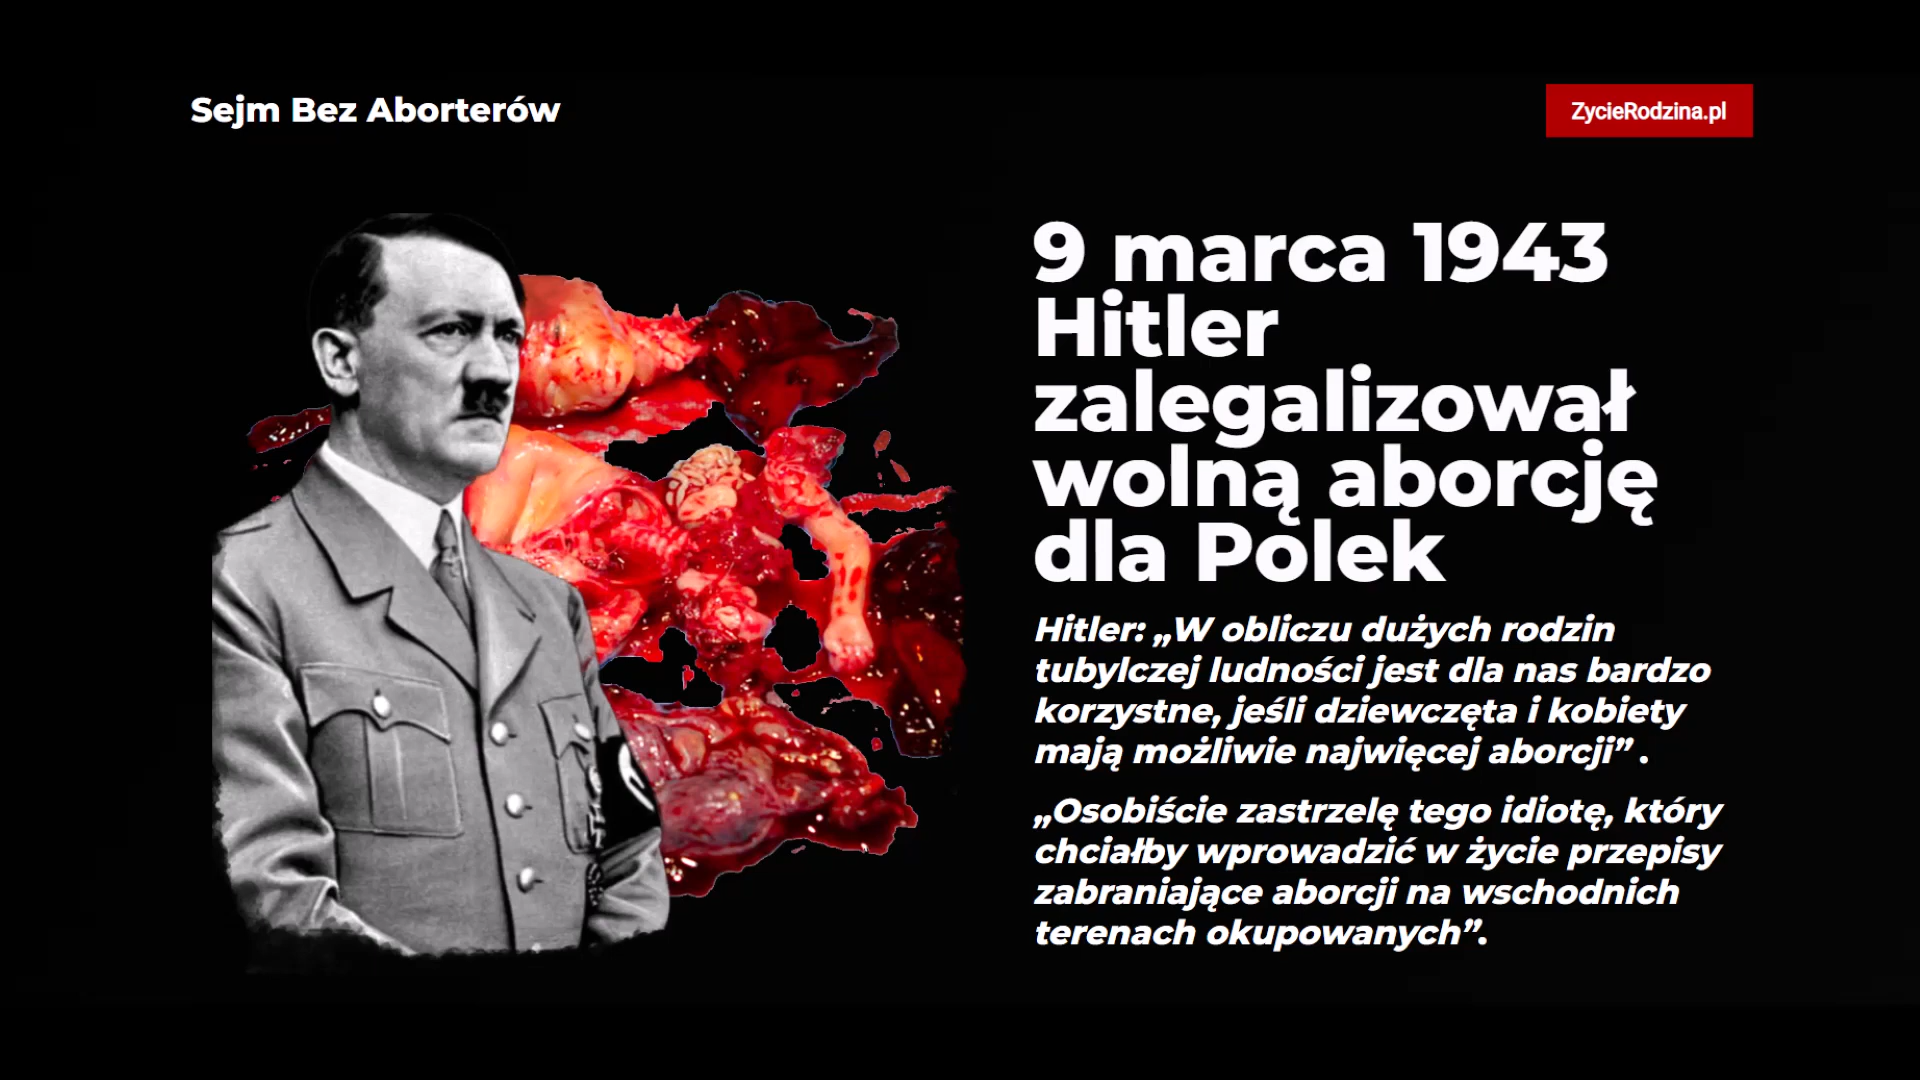 Sejm Bez Aborterów
ZycieRodzina.pl
9 marca 1943
Hitler
zalegalizował
wolną aborcję
dla Polek
Hitler: „W obliczu dużych rodzin
tubylczej ludności jest dla nas bardzo
korzystne, jeśli dziewczęta i kobiety
mają możliwie najwięcej aborcji” .
„Osobiście zastrzelę tego idiotę, który
chciałby wprowadzić w życie przepisy
zabraniające aborcji na wschodnich
terenach okupowanych”.